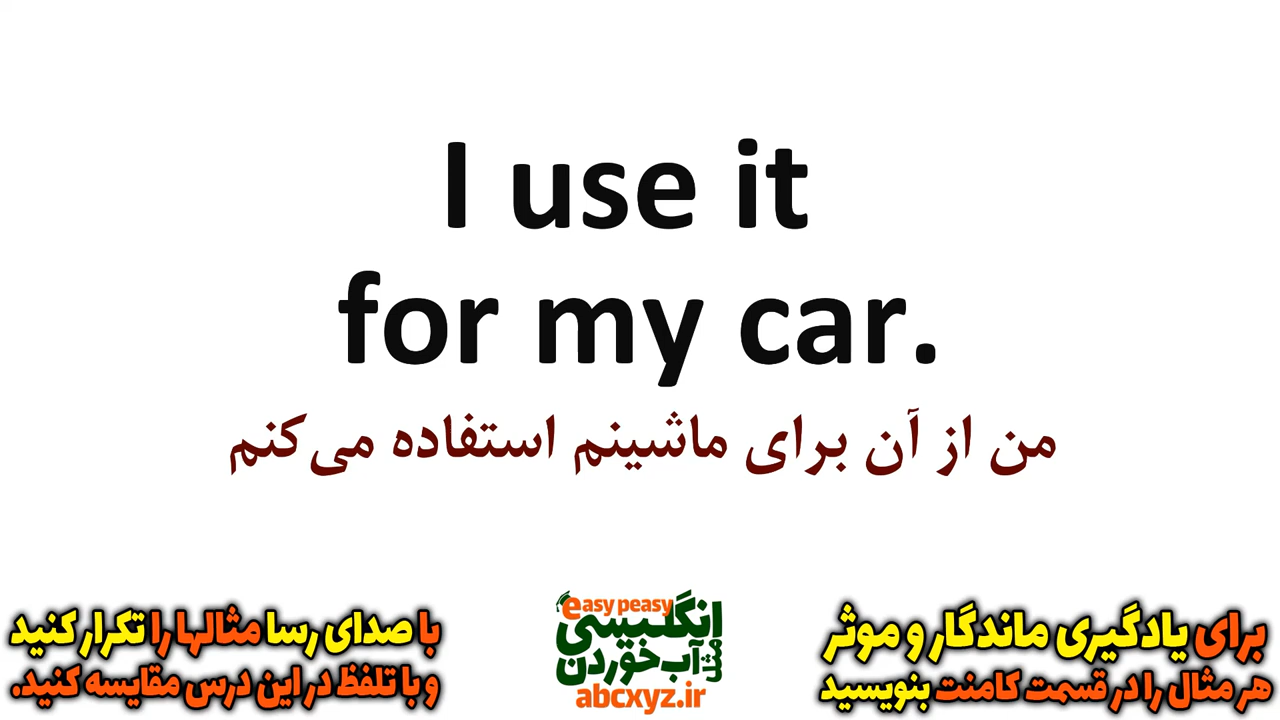 I use it
for my car.
من از آن برای ماشینم استفاده می‌کنم
برای یادگیری ماندگار و موثر
هر مثال را در قسمت کامنت بنویسید
easy peasy
انگلیسی
مثل
آب خوردن
abcxyz.ir
با صدای رسا مثالها را تکرار کنید
و با تلفظ در این درس مقایسه کنید.